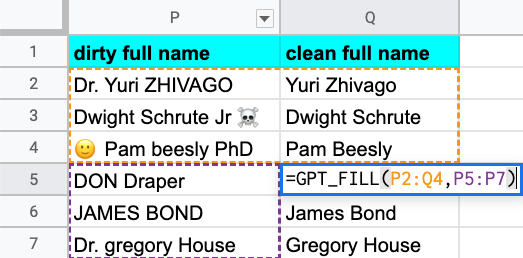 P Q
1 dirty full name clean full name
2 Dr. Yuri ZHIVAGO Yuri Zhivago
3 Dwight Schrute Jr ☠️ Dwight Schrute
4 🙂 Pam beesly PhD Pam Beesly
5 DON Draper =GPT_FILL(P2:Q4,P5:P7)
6 JAMES BOND James Bond
7 Dr. gregory House Gregory House